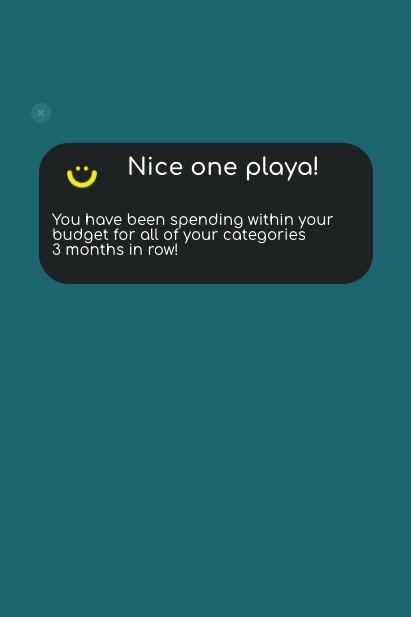 Nice one playa!
You have been spending within your
budget for all of your categories
3 months in row!